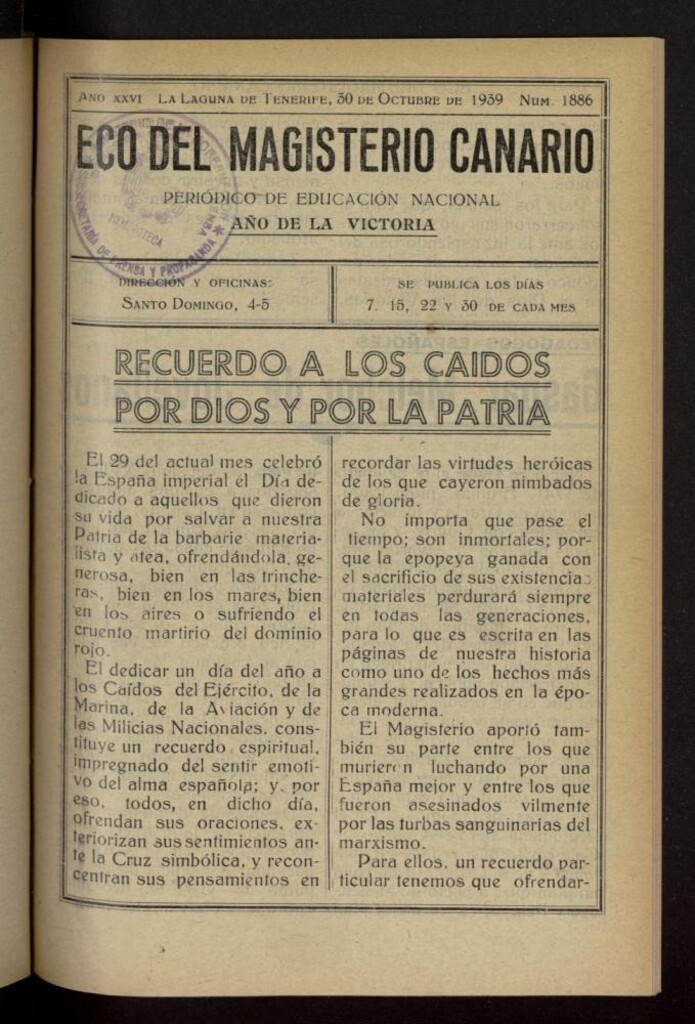 AÑO XXVI LA LAGUNA DE TENERIFE, 30 DE OCTUBRE DE 1939 NUM. 1886
ECO DEL MAGISTERIO CANARIO
PERIÓDICO DE EDUCACIÓN NACIONAL
AÑO DE LA VICTORIA
DIRECCIÓN Y OFICINAS:
SANTO DOMINGO, 4-5
SE PUBLICA LOS DÍAS
7. 15, 22 Y 30 DE CADA MES
RECUERDO A LOS CAIDOS
POR DIOS Y POR LA PATRIA
El 29 del actual mes celebró
la España imperial el Día de-
dicado a aquellos que dieron
su vida por salvar a nuestra
Patria de la barbarie materia-
lista y atea, ofrendándola, ge-
nerosa, bien en las trinche-
ras, bien en los mares, bien
en los aires o sufriendo el
cruento martirio del dominio
rojo.
El dedicar un día del año a
los Caídos del Ejército, de la
Marina, de la Aviación y de
las Milicias Nacionales, cons-
tituye un recuerdo espiritual,
impregnado del sentir emoti-
vo del alma española; y, por
eso, todos, en dicho día,
ofrendan sus oraciones, ex-
teriorizan sus sentimientos an-
te la Cruz simbólica, y recon-
centran sus pensamientos en
recordar las virtudes heróicas
de los que cayeron nimbados
de gloria.
No importa que pase el
tiempo; son inmortales; por-
que la epopeya ganada con
el sacrificio de sus existencias
materiales perdurará siempre
en todas las generaciones,
para lo que es escrita en las
páginas de nuestra historia
como uno de los hechos más
grandes realizados en la épo-
ca moderna.
El Magisterio aportó tam-
bién su parte entre los que
murieron luchando por una
España mejor y entre los que
fueron asesinados vilmente
por las turbas sanguinarias del
marxismo.
Para ellos, un recuerdo par-
ticular tenemos que ofrendar-
SECRETARÍA DE PRENSA Y PROPAGANDA
HEMEROTECA